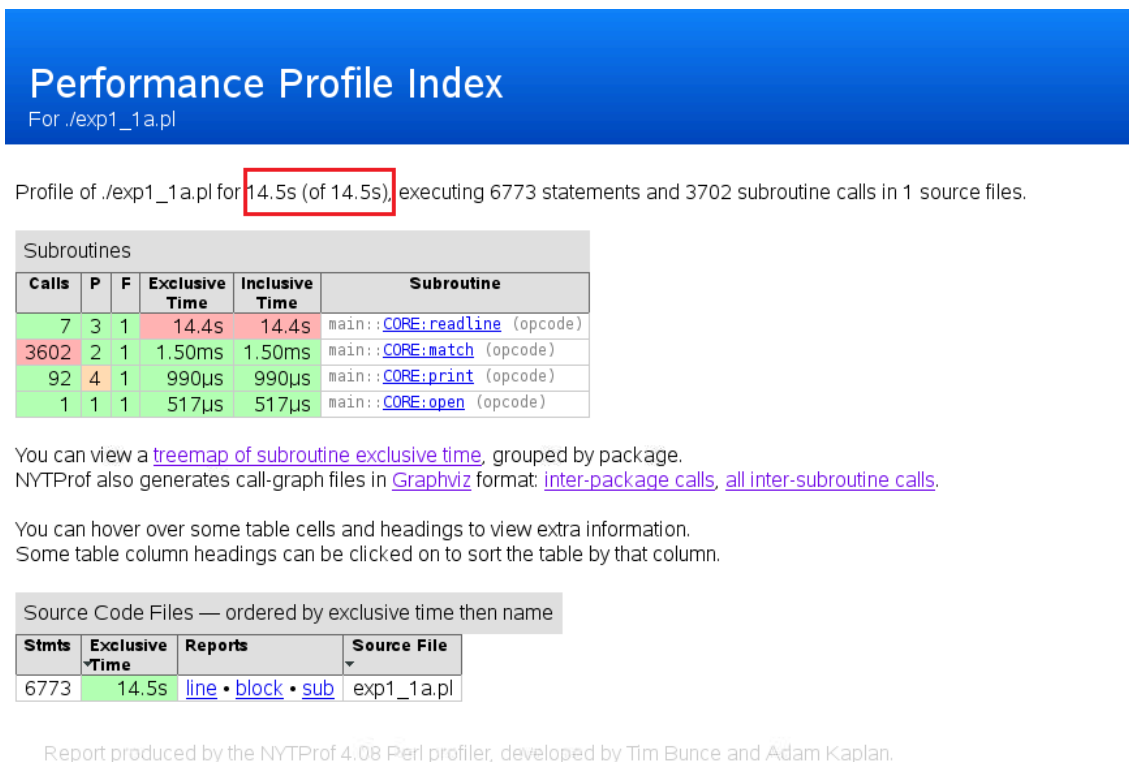 Performance Profile Index
For ./exp1_1a.pl
Profile of ./exp1_1a.pl for 14.5s (of 14.5s), executing 6773 statements and 3702 subroutine calls in 1 source files.
Subroutines
Calls P F Exclusive Time Inclusive Time Subroutine
7 3 1 14.4s 14.4s main::CORE:readline (opcode)
3602 2 1 1.50ms 1.50ms main::CORE:match (opcode)
92 4 1 990µs 990µs main::CORE:print (opcode)
1 1 1 517µs 517µs main::CORE:open (opcode)
You can view a treemap of subroutine exclusive time, grouped by package.
NYTProf also generates call-graph files in Graphviz format: inter-package calls, all inter-subroutine calls.
You can hover over some table cells and headings to view extra information.
Some table column headings can be clicked on to sort the table by that column.
Source Code Files — ordered by exclusive time then name
Stmts Exclusive Time Reports Source File
6773 14.5s line • block • sub exp1_1a.pl
Report produced by the NYTProf 4.08 Perl profiler, developed by Tim Bunce and Adam Kaplan.